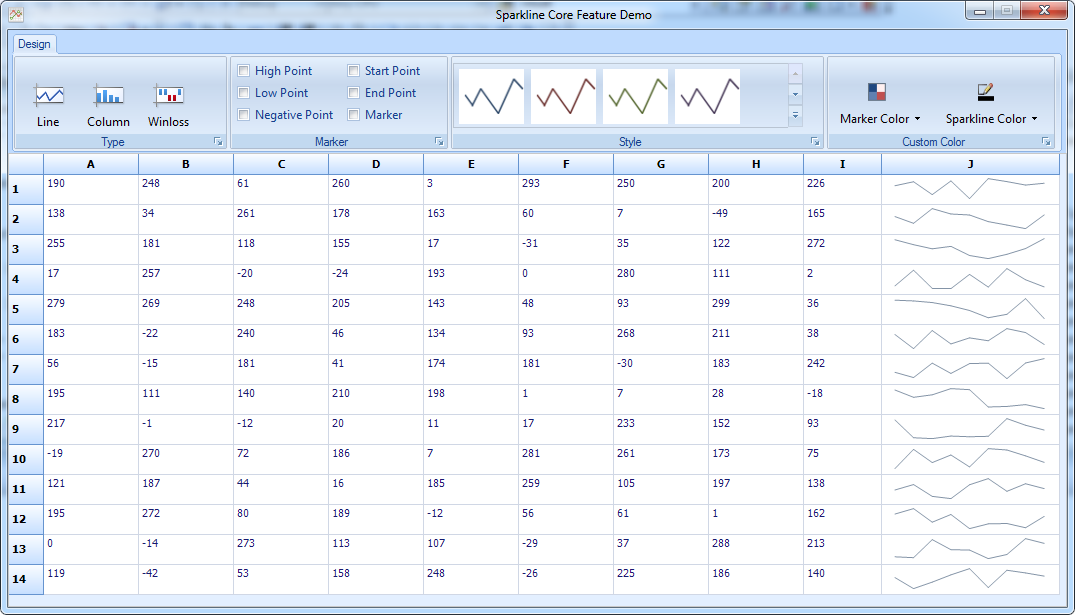 Sparkline Core Feature Demo
Design
High Point Start Point
Low Point End Point
Negative Point Marker
Line Column Winloss Marker Color Sparkline Color
Type Marker Style Custom Color
A B C D E F G H I J
1 190 248 61 260 3 293 250 200 226
2 138 34 261 178 163 60 7 -49 165
3 255 181 118 155 17 -31 35 122 272
4 17 257 -20 -24 193 0 280 111 2
5 279 269 248 205 143 48 93 299 36
6 183 -22 240 46 134 93 268 211 38
7 56 -15 181 41 174 181 -30 183 242
8 195 111 140 210 198 1 7 28 -18
9 217 -1 -12 20 11 17 233 152 93
10 -19 270 72 186 7 281 261 173 75
11 121 187 44 16 185 259 105 197 138
12 195 272 80 189 -12 56 61 1 162
13 0 -14 273 113 107 -29 37 288 213
14 119 -42 53 158 248 -26 225 186 140